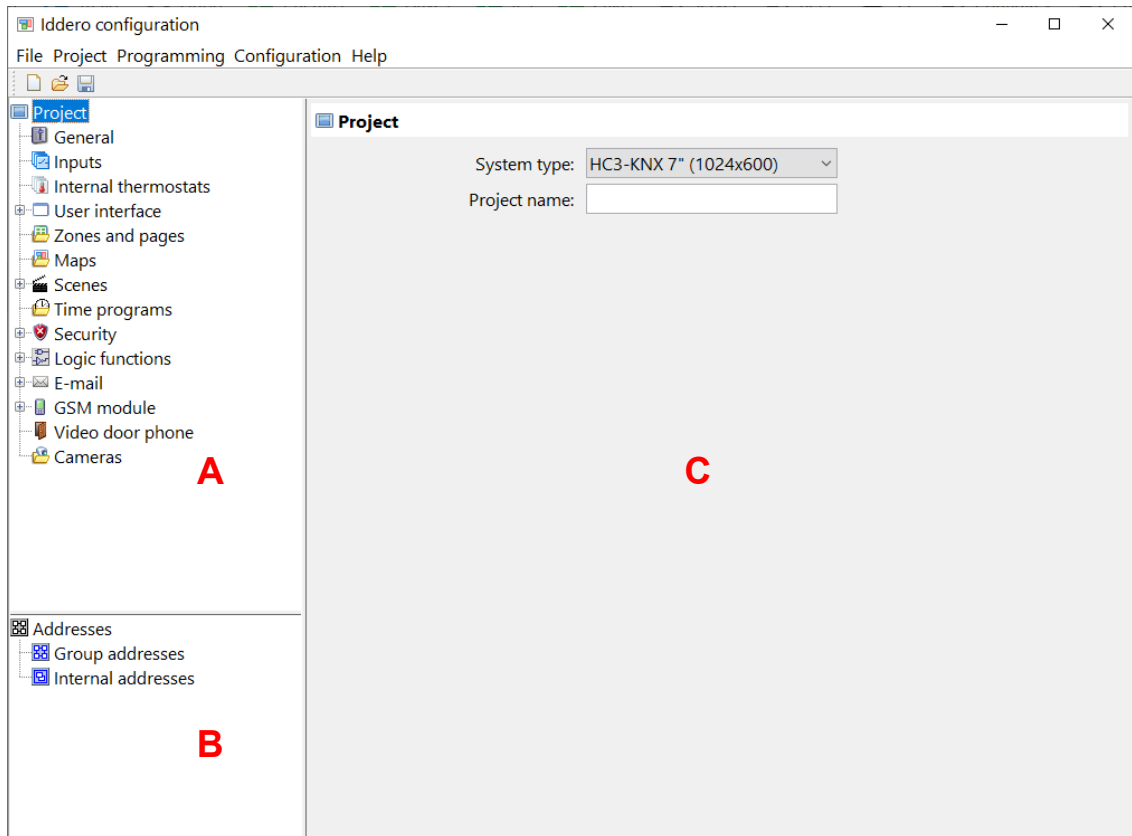 Iddero configuration
File Project Programming Configuration Help
Project
General
Inputs
Internal thermostats
User interface
Zones and pages
Maps
Scenes
Time programs
Security
Logic functions
E-mail
GSM module
Video door phone
Cameras
A
Addresses
Group addresses
Internal addresses
B
Project
System type: HC3-KNX 7" (1024x600)
Project name:
C